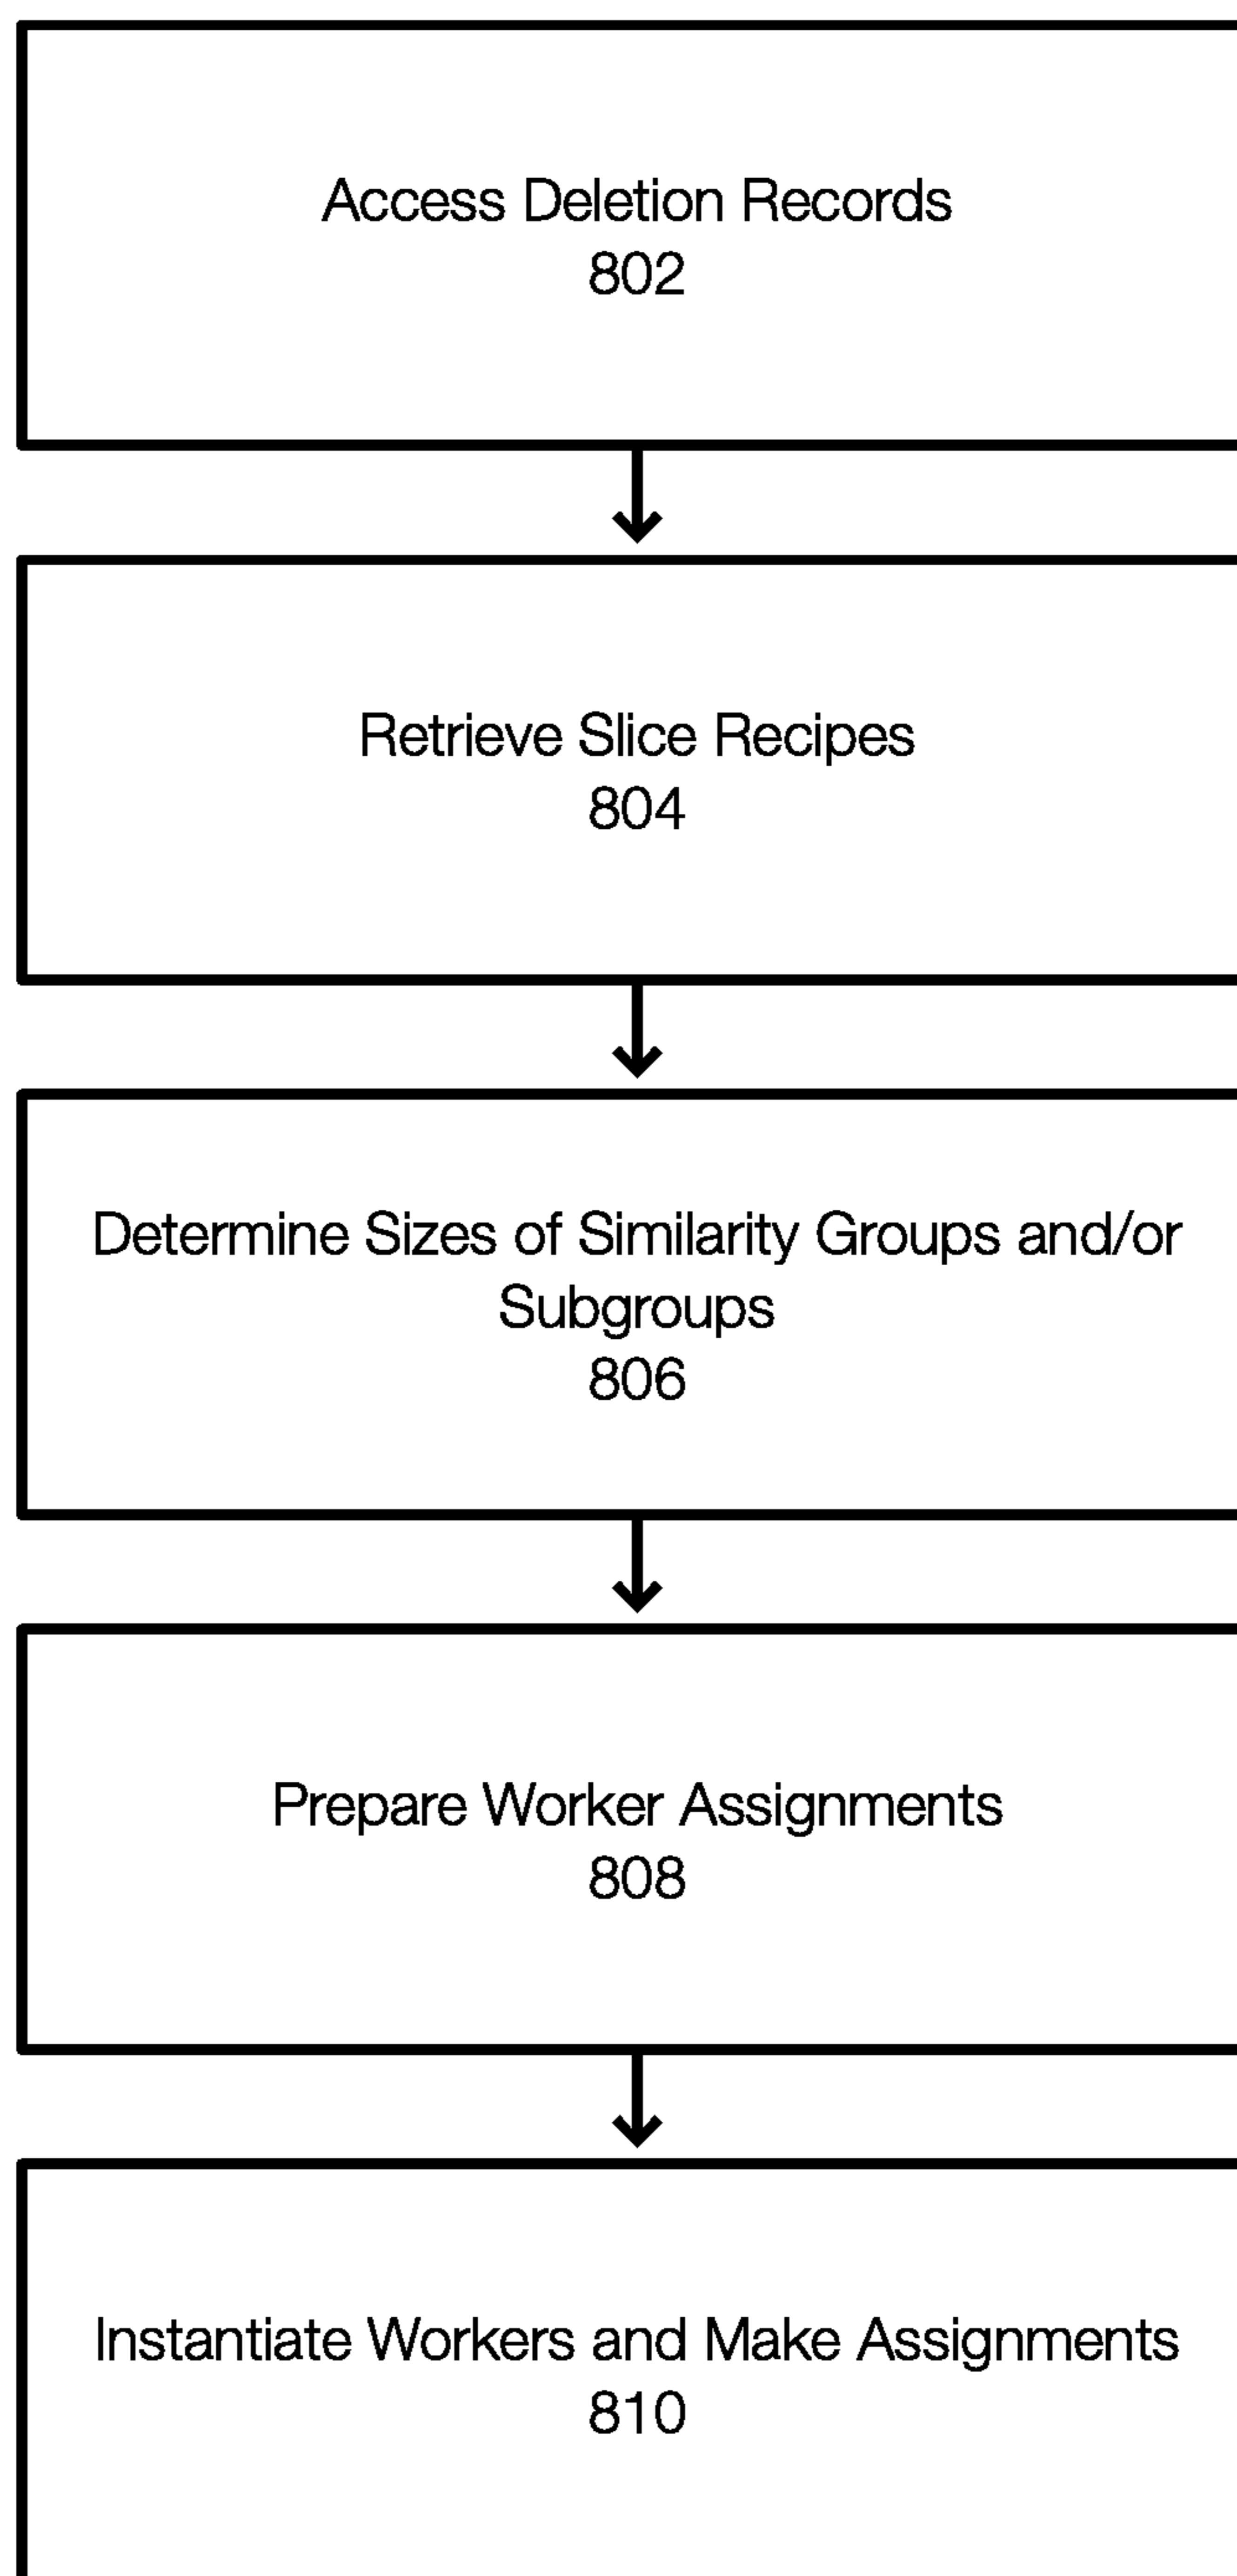 Access Deletion Records
802
Retrieve Slice Recipes
804
Determine Sizes of Similarity Groups and/or
Subgroups
806
Prepare Worker Assignments
808
Instantiate Workers and Make Assignments
810